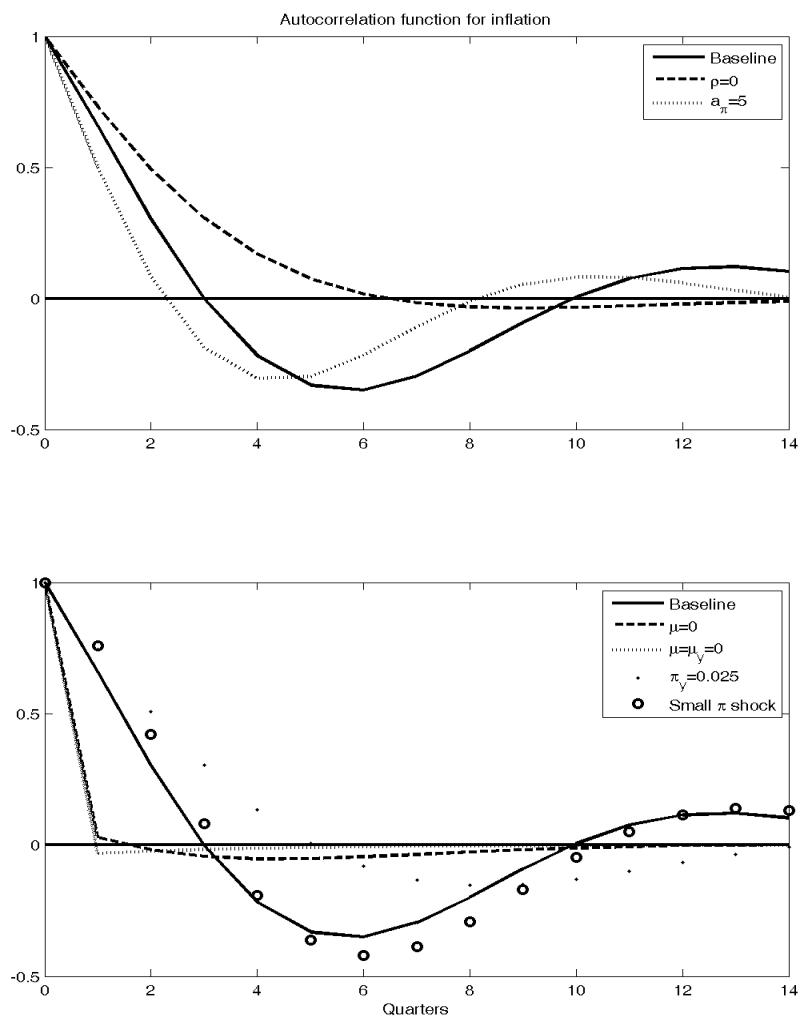 Autocorrelation function for inflation
1
0.5
0
-0.5
0 2 4 6 8 10 12 14
Baseline
ρ=0
aπ=5
1
0.5
0
-0.5
0 2 4 6 8 10 12 14
Quarters
Baseline
μ=0
μ=μy=0
πy=0.025
Small π shock